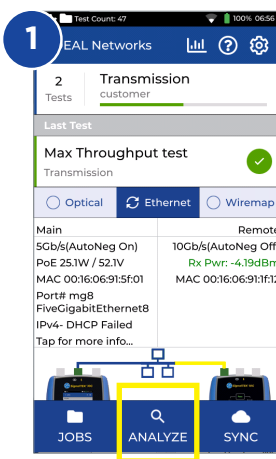 1
Test Count: 47
100% 06:56
EAL Networks
2
Tests
Transmission
customer
Last Test
Max Throughput test
Transmission
Optical
Ethernet
Wiremap
Main
Remote
5Gb/s(AutoNeg On)
10Gb/s(AutoNeg Off
PoE 25.1W / 52.1V
Rx Pwr: -4.19dBm
MAC 00:16:06:91:5f:01
MAC 00:16:06:91:1f:12
Port# mg8
FiveGigabitEthernet8
IPv4- DHCP Failed
Tap for more info...
JOBS
ANALYZE
SYNC